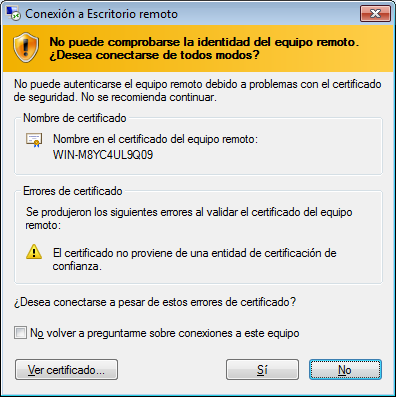 Conexión a Escritorio remoto
No puede comprobarse la identidad del equipo remoto.
¿Desea conectarse de todos modos?
No puede autenticarse el equipo remoto debido a problemas con el certificado
de seguridad. No se recomienda continuar.
Nombre de certificado
Nombre en el certificado del equipo remoto:
WIN-M8YC4UL9Q09
Errores de certificado
Se produjeron los siguientes errores al validar el certificado del equipo
remoto:
El certificado no proviene de una entidad de certificación de
confianza.
¿Desea conectarse a pesar de estos errores de certificado?
No volver a preguntarme sobre conexiones a este equipo
Ver certificado... Sí No